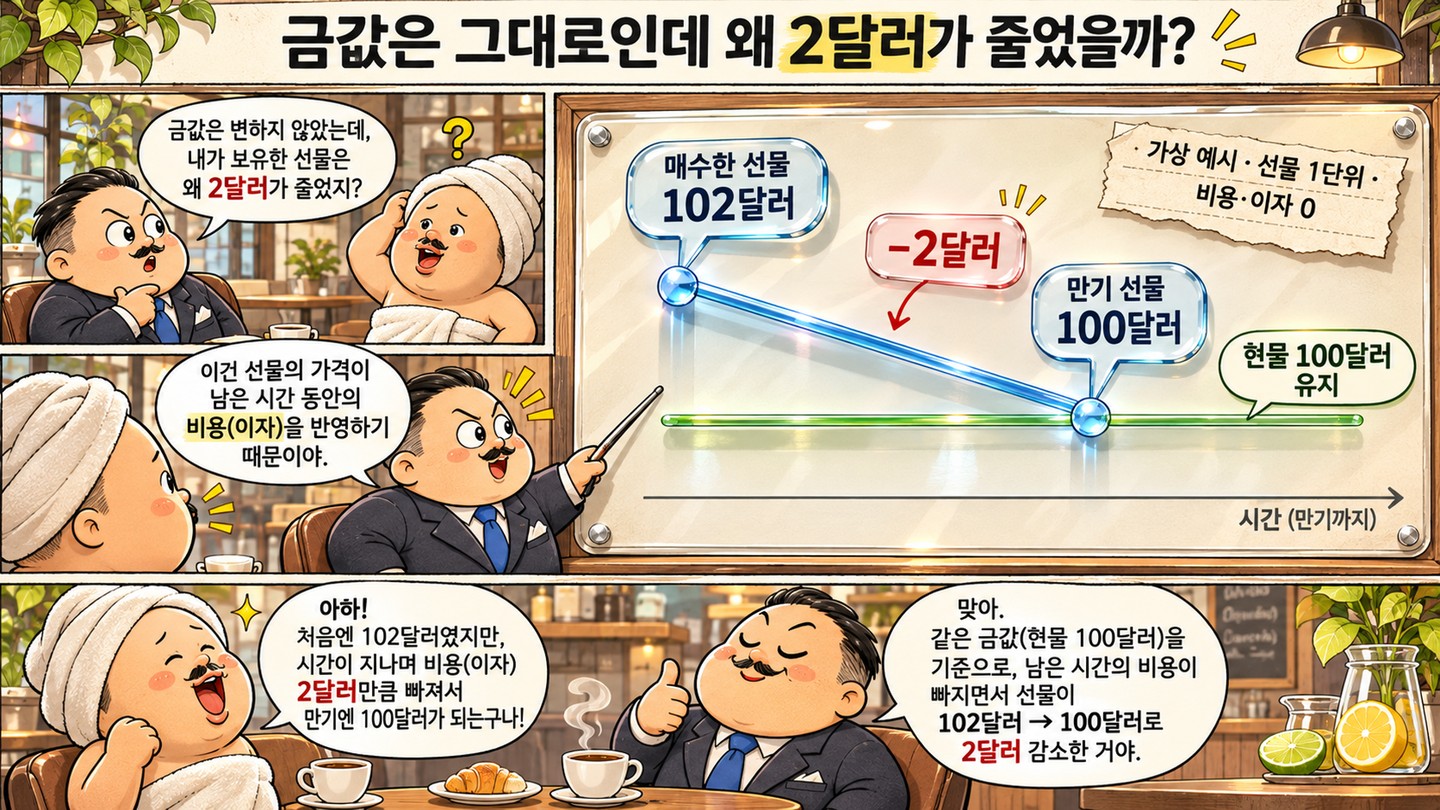 금값은 그대로인데 왜 2달러가 줄었을까?
금값은 변하지 않았는데,
내가 보유한 선물은
왜 2달러가 줄었지?
?
이건 선물의 가격이
남은 시간 동안의
비용(이자)을 반영하기
때문이야.
매수한 선물
102달러
-2달러
만기 선물
100달러
현물 100달러
유지
· 가상 예시 · 선물 1단위 ·
비용·이자 0
시간 (만기까지)
아하!
처음엔 102달러였지만,
시간이 지나며 비용(이자)
2달러만큼 빠져서
만기엔 100달러가 되는구나!
맞아.
같은 금값(현물 100달러)을
기준으로, 남은 시간의 비용이
빠지면서 선물이
102달러 → 100달러로
2달러 감소한 거야.